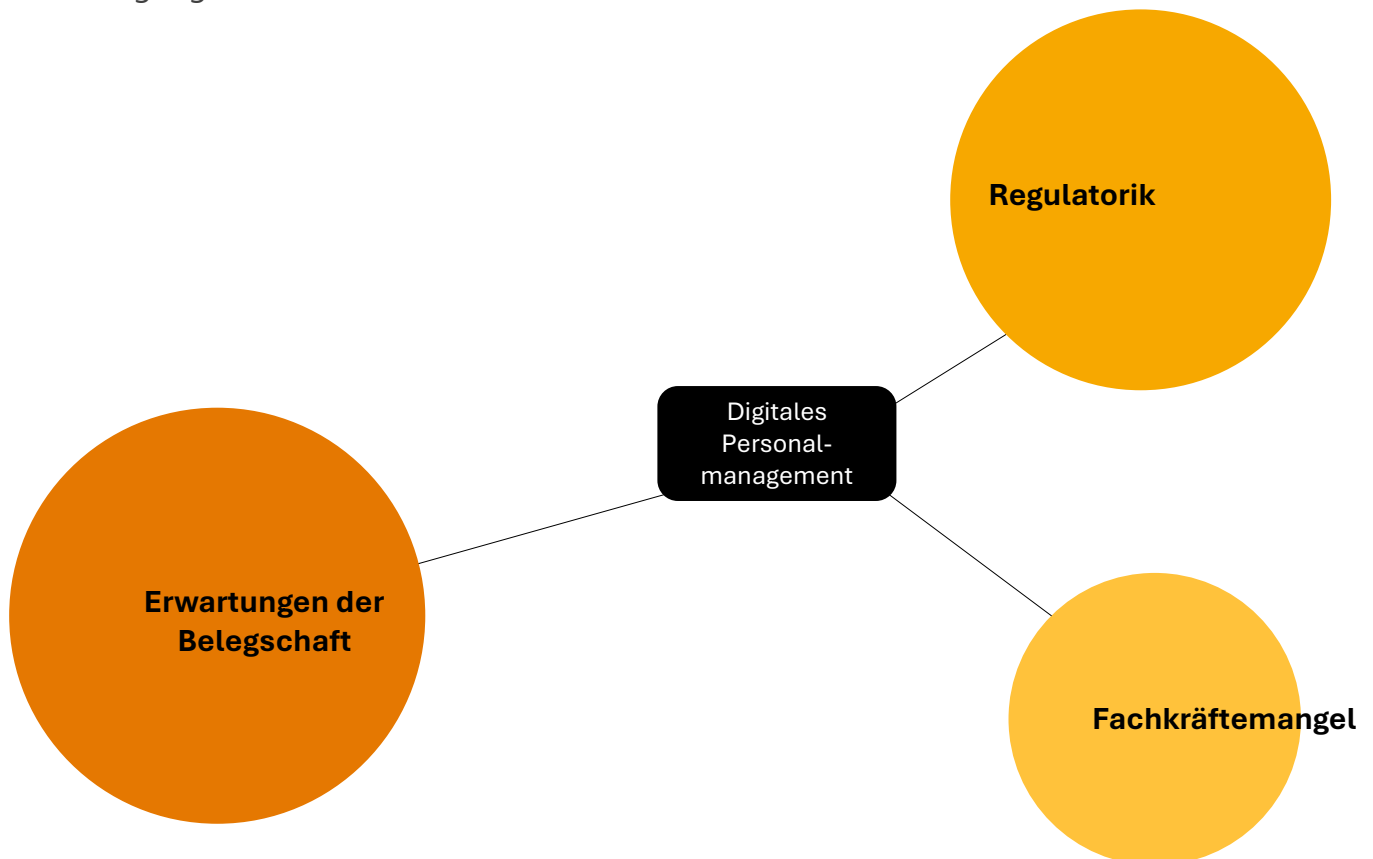 Regulatorik
Digitales
Personal-
management
Erwartungen der
Belegschaft
Fachkräftemangel